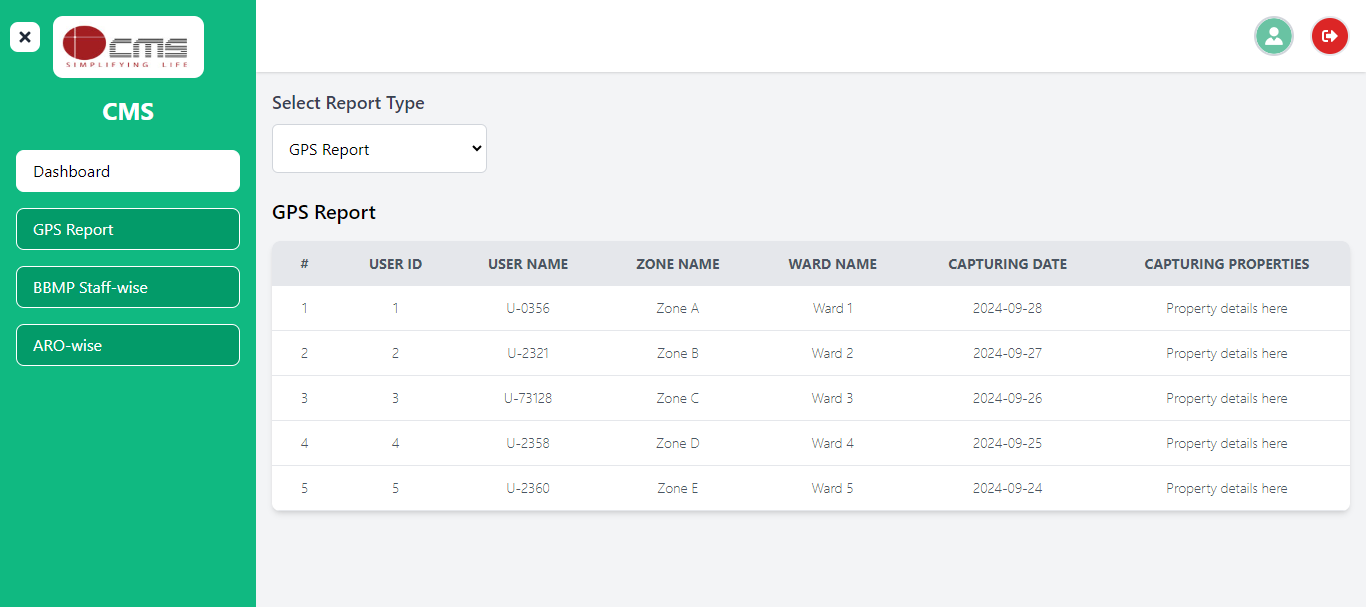 CMS
SIMPLIFYING LIFE
CMS
Dashboard
GPS Report
BBMP Staff-wise
ARO-wise
Select Report Type
GPS Report
GPS Report
# USER ID USER NAME ZONE NAME WARD NAME CAPTURING DATE CAPTURING PROPERTIES
1 1 U-0356 Zone A Ward 1 2024-09-28 Property details here
2 2 U-2321 Zone B Ward 2 2024-09-27 Property details here
3 3 U-73128 Zone C Ward 3 2024-09-26 Property details here
4 4 U-2358 Zone D Ward 4 2024-09-25 Property details here
5 5 U-2360 Zone E Ward 5 2024-09-24 Property details here